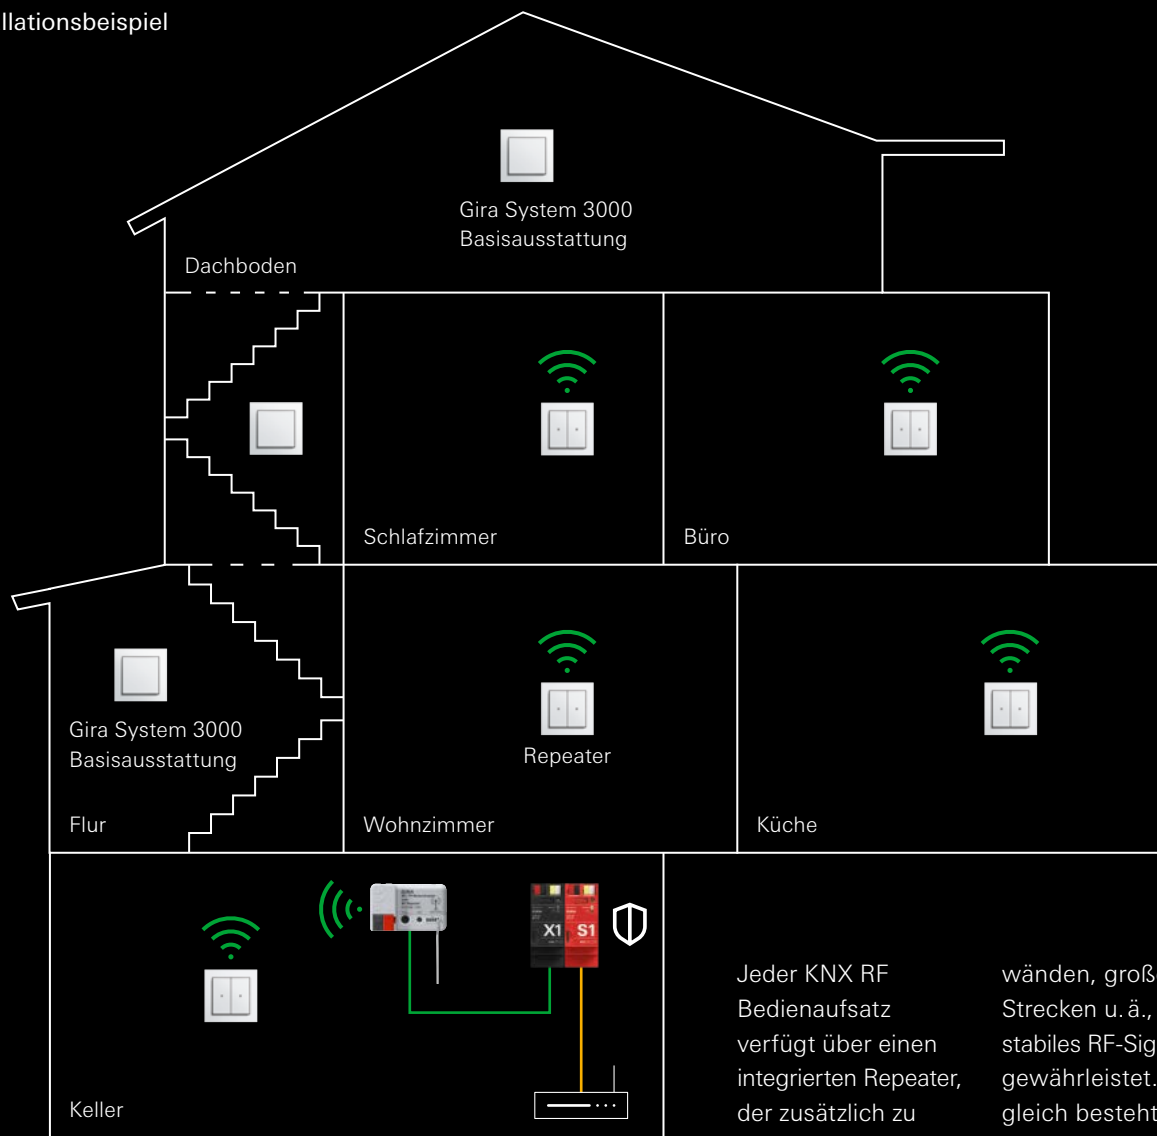 llationsbeispiel
Gira System 3000
Basisausstattung
Dachboden
Schlafzimmer
Büro
Gira System 3000
Basisausstattung
Repeater
Flur
Wohnzimmer
Küche
X1
S1
Keller
Jeder KNX RF
Bedienaufsatz
verfügt über einen
integrierten Repeater,
der zusätzlich zu
wänden, große
Strecken u. ä.,
stabiles RF-Sig
gewährleistet.
gleich besteht